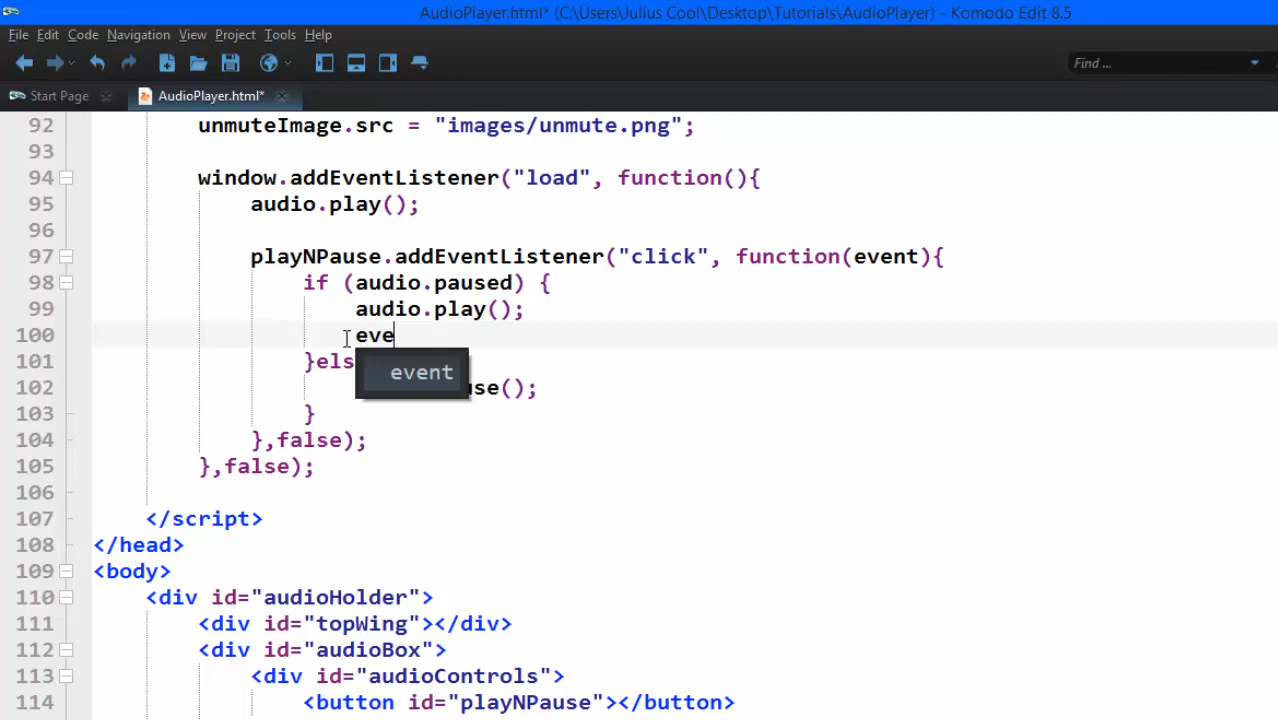 AudioPlayer.html* (C:\Users\Julius Cool\Desktop\Tutorials\AudioPlayer) - Komodo Edit 8.5
File Edit Code Navigation View Project Tools Help
Find ...
Start Page AudioPlayer.html*
92 unmuteImage.src = "images/unmute.png";
93
94 window.addEventListener("load", function(){
95 audio.play();
96
97 playNPause.addEventListener("click", function(event){
98 if (audio.paused) {
99 audio.play();
100 eve
101 }els
event
102 use();
103 }
104 },false);
105 },false);
106
107 </script>
108 </head>
109 <body>
110 <div id="audioHolder">
111 <div id="topWing"></div>
112 <div id="audioBox">
113 <div id="audioControls">
114 <button id="playNPause"></button>